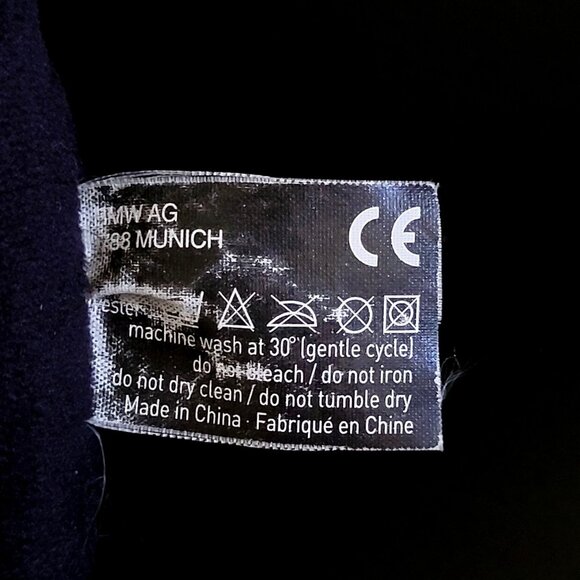 MW AG
788 MUNICH
CE
machine wash at 30° (gentle cycle)
do not bleach / do not iron
do not dry clean / do not tumble dry
Made in China · Fabriqué en Chine